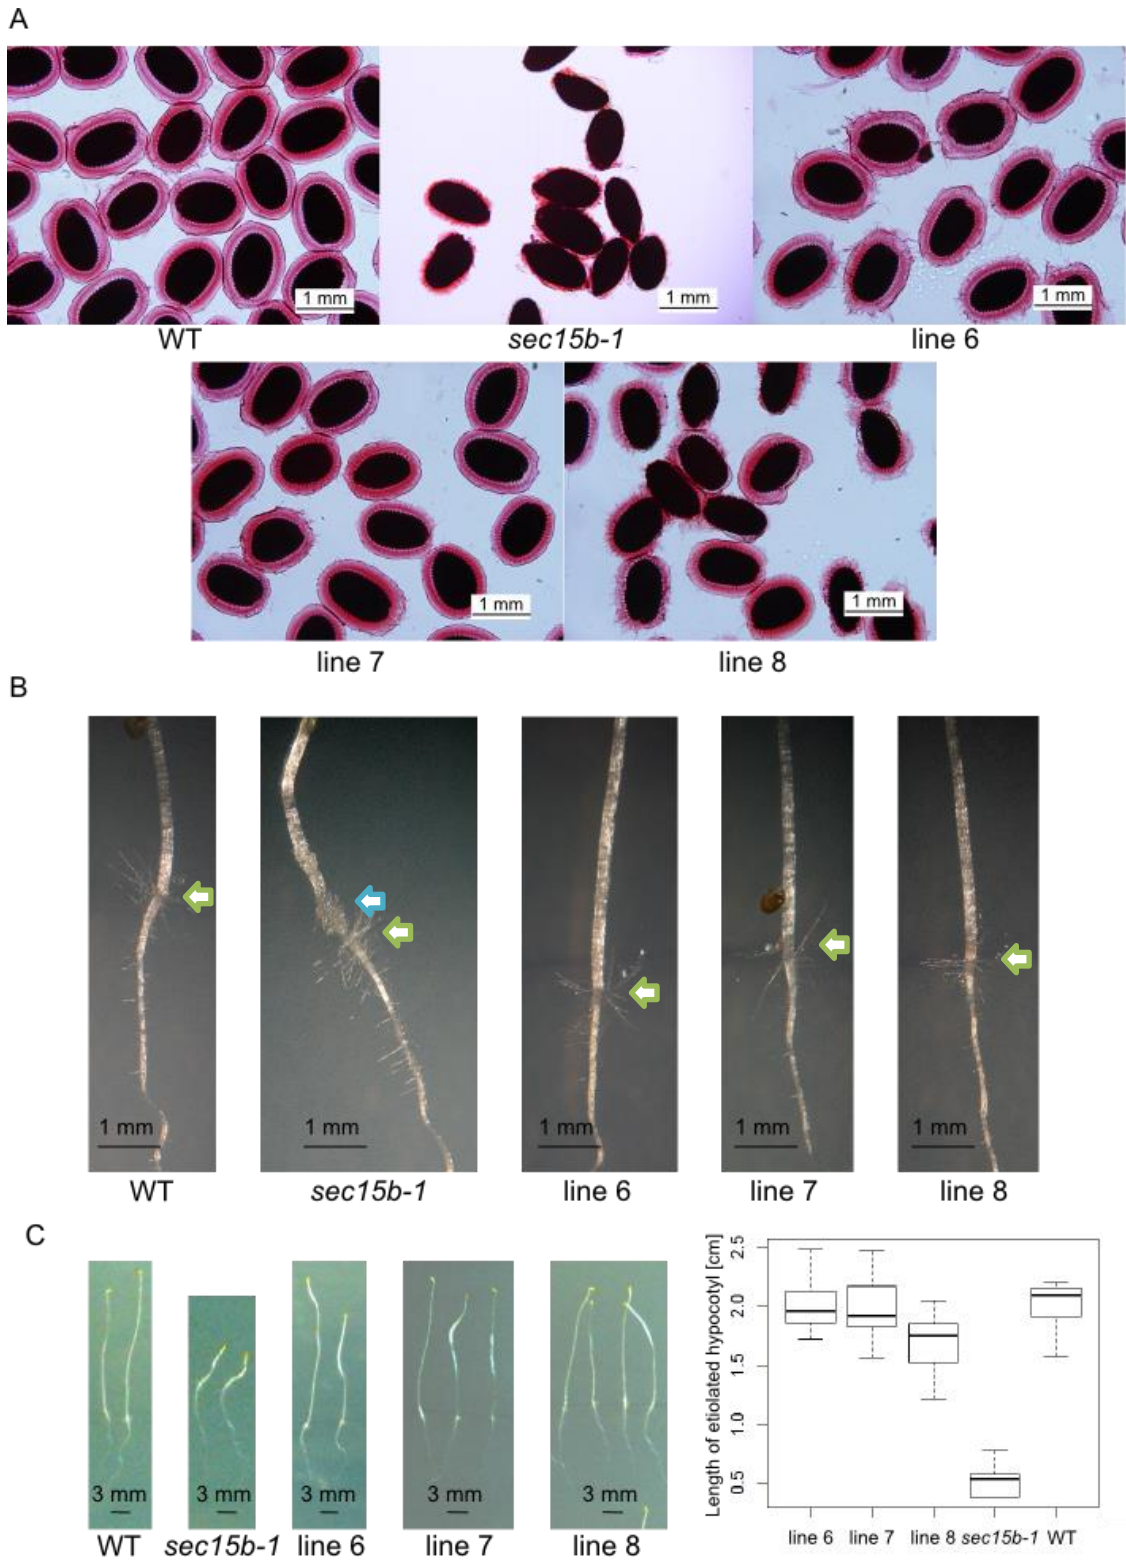 A
1 mm
1 mm
1 mm
WT
sec15b-1
line 6
1 mm
1 mm
line 7
line 8
B
1 mm
1 mm
1 mm
1 mm
1 mm
WT
sec15b-1
line 6
line 7
line 8
C
3 mm
3 mm
3 mm
3 mm
3 mm
WT
sec15b-1
line 6
line 7
line 8
Length of etiolated hypocotyl [cm]
2.5
2.0
1.5
1.0
0.5
line 6
line 7
line 8
sec15b-1
WT